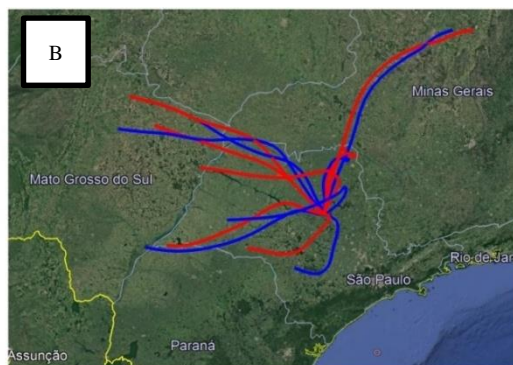 B
Minas Gerais
Mato Grosso do Sul
Rio de Jan
São Paulo
Paraná
Assunção